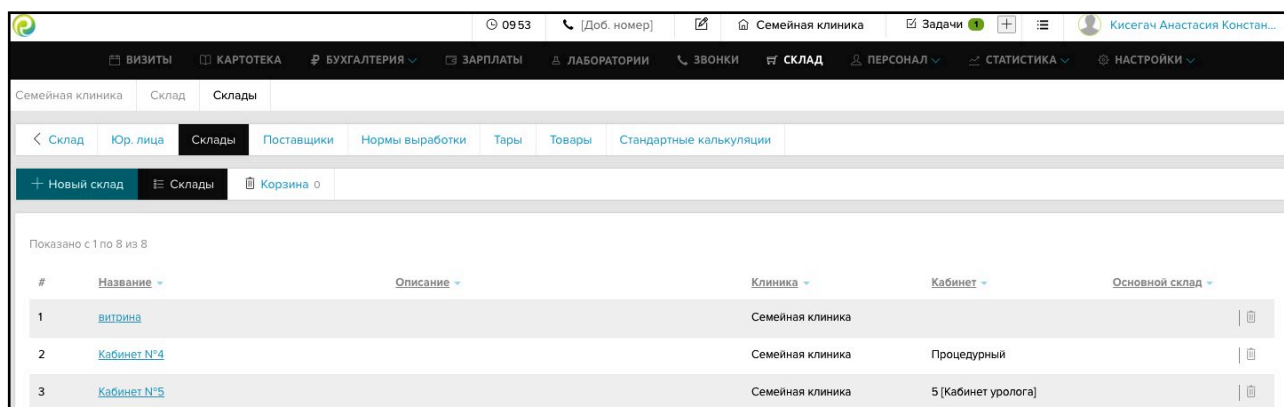 09 53 [Доб. номер] Семейная клиника Задачи 1 Кисегач Анастасия Констан...
ВИЗИТЫ КАРТОТЕКА БУХГАЛТЕРИЯ ЗАРПЛАТЫ ЛАБОРАТОРИИ ЗВОНКИ СКЛАД ПЕРСОНАЛ СТАТИСТИКА НАСТРОЙКИ
Семейная клиника Склад Склады
Склад Юр. лица Склады Поставщики Нормы выработки Тары Товары Стандартные калькуляции
+ Новый склад Склады Корзина 0
Показано с 1 по 8 из 8
# Название Описание Клиника Кабинет Основной склад
1 витрина Семейная клиника
2 Кабинет №4 Семейная клиника Процедурный
3 Кабинет №5 Семейная клиника 5 [Кабинет уролога]